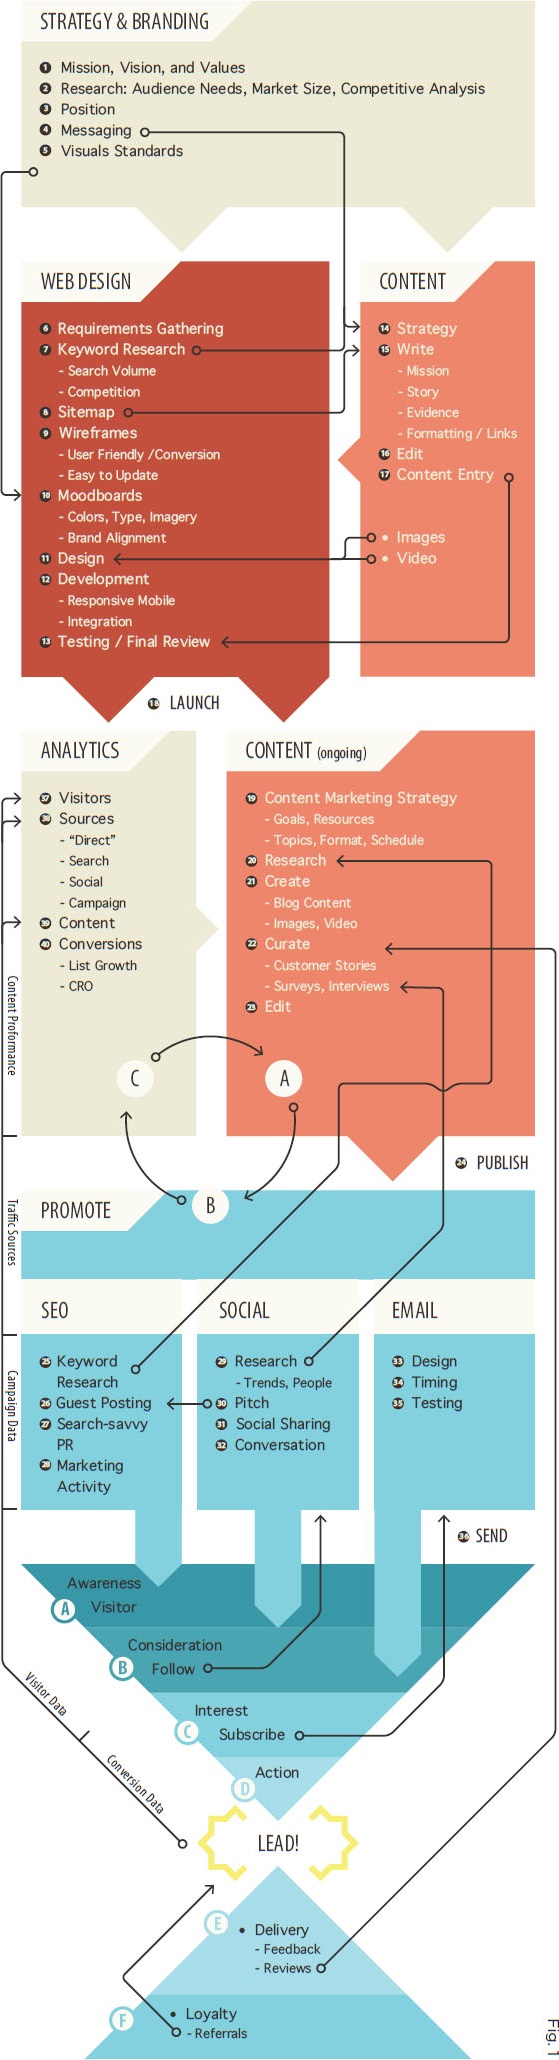 STRATEGY & BRANDING
1 Mission, Vision, and Values
2 Research: Audience Needs, Market Size, Competitive Analysis
3 Position
4 Messaging
5 Visuals Standards
WEB DESIGN
6 Requirements Gathering
7 Keyword Research
- Search Volume
- Competition
8 Sitemap
9 Wireframes
- User Friendly /Conversion
- Easy to Update
10 Moodboards
- Colors, Type, Imagery
- Brand Alignment
11 Design
12 Development
- Responsive Mobile
- Integration
13 Testing / Final Review
CONTENT
14 Strategy
15 Write
- Mission
- Story
- Evidence
- Formatting / Links
16 Edit
17 Content Entry
• Images
• Video
18 LAUNCH
ANALYTICS
37 Visitors
38 Sources
- "Direct"
- Search
- Social
- Campaign
39 Content
40 Conversions
- List Growth
- CRO
CONTENT (ongoing)
19 Content Marketing Strategy
- Goals, Resources
- Topics, Format, Schedule
20 Research
21 Create
- Blog Content
- Images, Video
22 Curate
- Customer Stories
- Surveys, Interviews
23 Edit
C
A
B
Content Proformance
Traffic Sources
Campaign Data
24 PUBLISH
PROMOTE
SEO
25 Keyword
Research
26 Guest Posting
27 Search-savvy
PR
28 Marketing
Activity
SOCIAL
29 Research
- Trends, People
30 Pitch
31 Social Sharing
32 Conversation
EMAIL
33 Design
34 Timing
35 Testing
36 SEND
Awareness
A Visitor
Consideration
B Follow
Interest
C Subscribe
Action
D
Visitor Data
Conversion Data
LEAD!
E • Delivery
- Feedback
- Reviews
F • Loyalty
- Referrals
Fig. 1